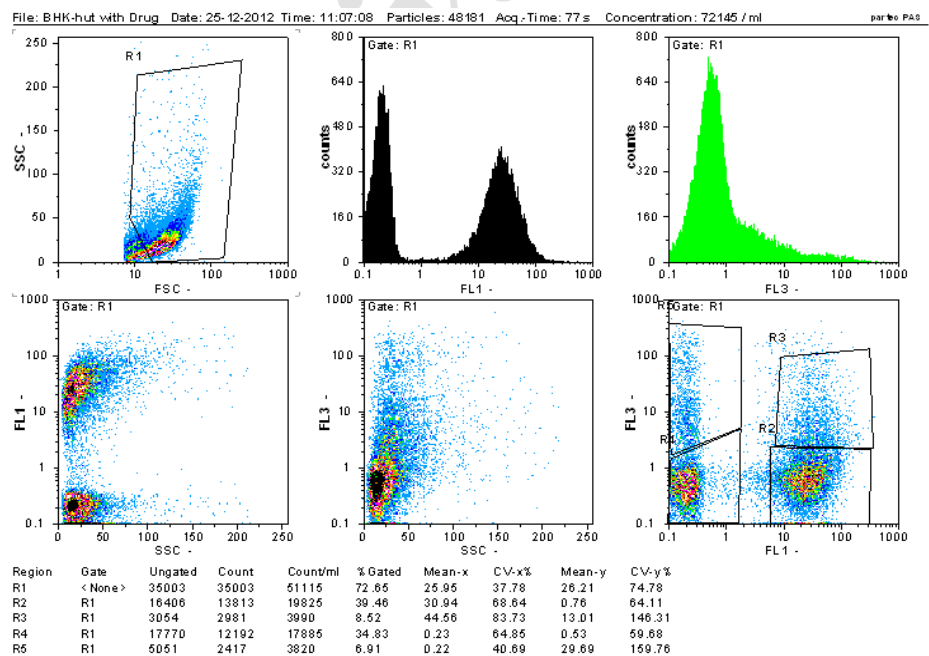 File: BHK-hut with Drug Date: 25-12-2012 Time: 11:07:08 Particles: 48181 Acq.-Time: 77 s Concentration: 72145 / ml partec PAS
250
200
150
100
50
0
SSC -
R1
1 10 100 1000
FSC -
800
640
480
320
160
0
counts
Gate: R1
0.1 1 10 100 1000
FL1 -
800
640
480
320
160
0
counts
Gate: R1
0.1 1 10 100 1000
FL3 -
1000
100
10
1
0.1
FL1 -
Gate: R1
0 50 100 150 200 250
SSC -
1000
100
10
1
0.1
FL3 -
Gate: R1
0 50 100 150 200 250
SSC -
1000
100
10
1
0.1
FL3 -
R5 Gate: R1
R3
R2
R4
0.1 1 10 100 1000
FL1 -
Region Gate Ungated Count Count/ml %Gated Mean-x CV-x% Mean-y CV-y%
R1 <None> 35003 35003 51115 72.65 25.95 37.78 26.21 74.78
R2 R1 16406 13813 19825 39.46 30.94 68.64 0.76 64.11
R3 R1 3054 2981 3990 8.52 44.56 83.73 13.01 146.31
R4 R1 17770 12192 17885 34.83 0.23 64.85 0.53 59.68
R5 R1 5051 2417 3820 6.91 0.22 40.69 29.69 159.76